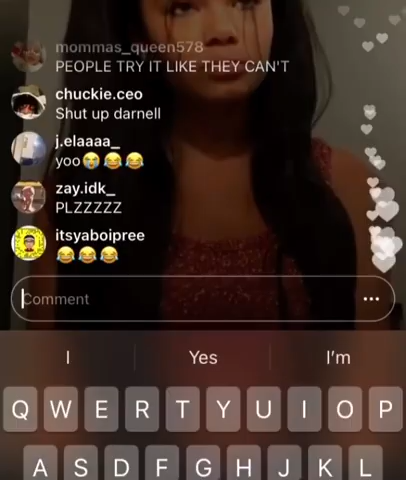 mommas_queen578
PEOPLE TRY IT LIKE THEY CAN'T
chuckie.ceo
Shut up darnell
j.elaaaa_
yoo😭😂😂
zay.idk_
PLZZZZZ
itsyaboipree
😂😂😂
Comment
I Yes I'm
Q W E R T Y U I O P
A S D F G H J K L